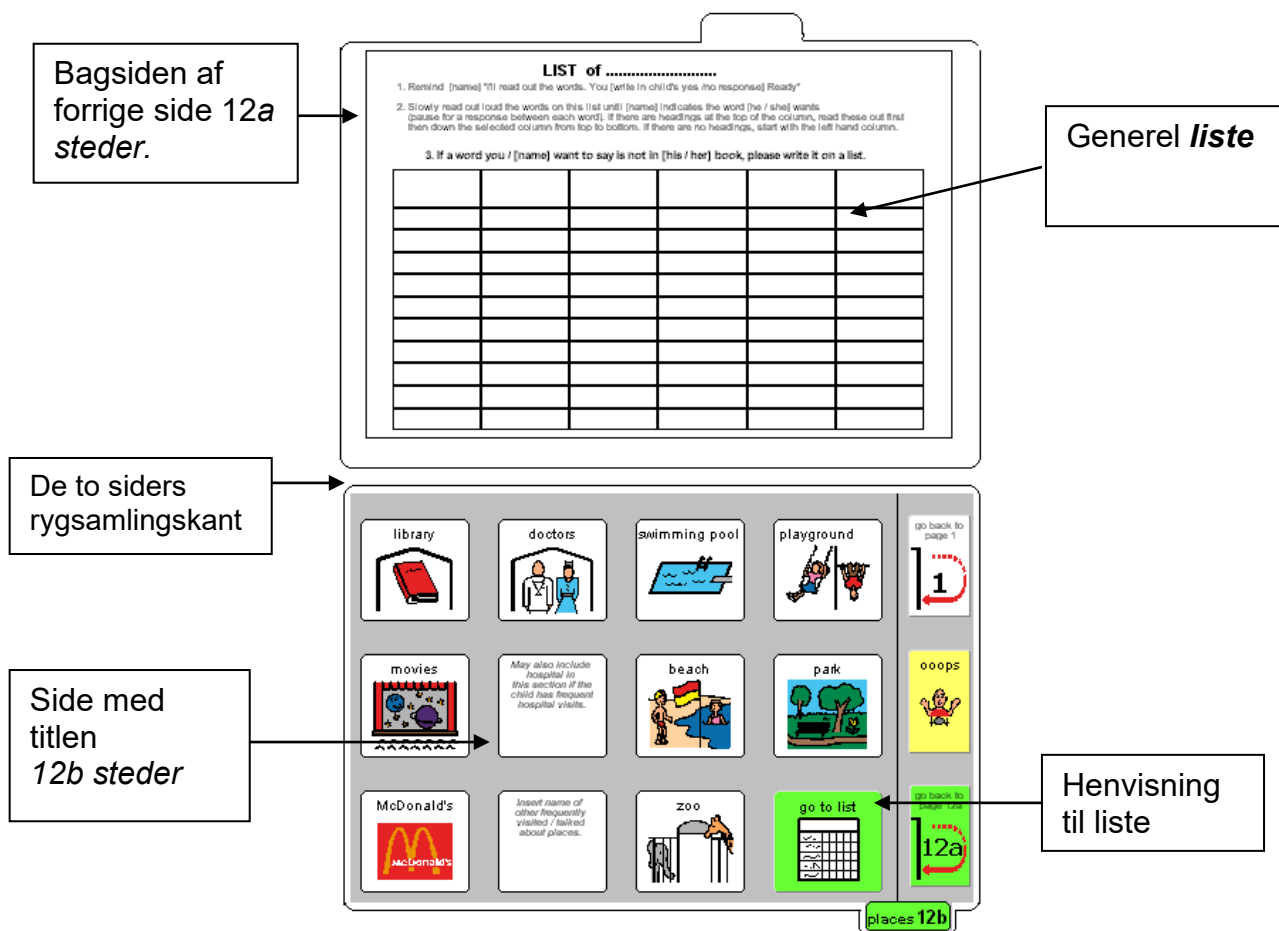 Bagsiden af
forrige side 12a
steder.
LIST of ............................
1. Remind [name] "I'll read out the words. You [write in child's yes /no response] Ready"
2. Slowly read out loud the words on this list until [name] indicates the word [he / she] wants
(pause for a response between each word). If there are headings at the top of the column, read these out first
then down the selected column from top to bottom. If there are no headings, start with the left hand column.
3. If a word you / [name] want to say is not in [his / her] book, please write it on a list.
Generel liste
De to siders
rygsamlingskant
library
doctors
swimming pool
playground
go back to
page 1
1
Side med
titlen
12b steder
movies
May also include
hospital in
this section if the
child has frequent
hospital visits.
beach
park
ooops
McDonald's
McDonald's
Insert name of
other frequently
visited / talked
about places.
zoo
go to list
go back to
page 12a
12a
Henvisning
til liste
places 12b